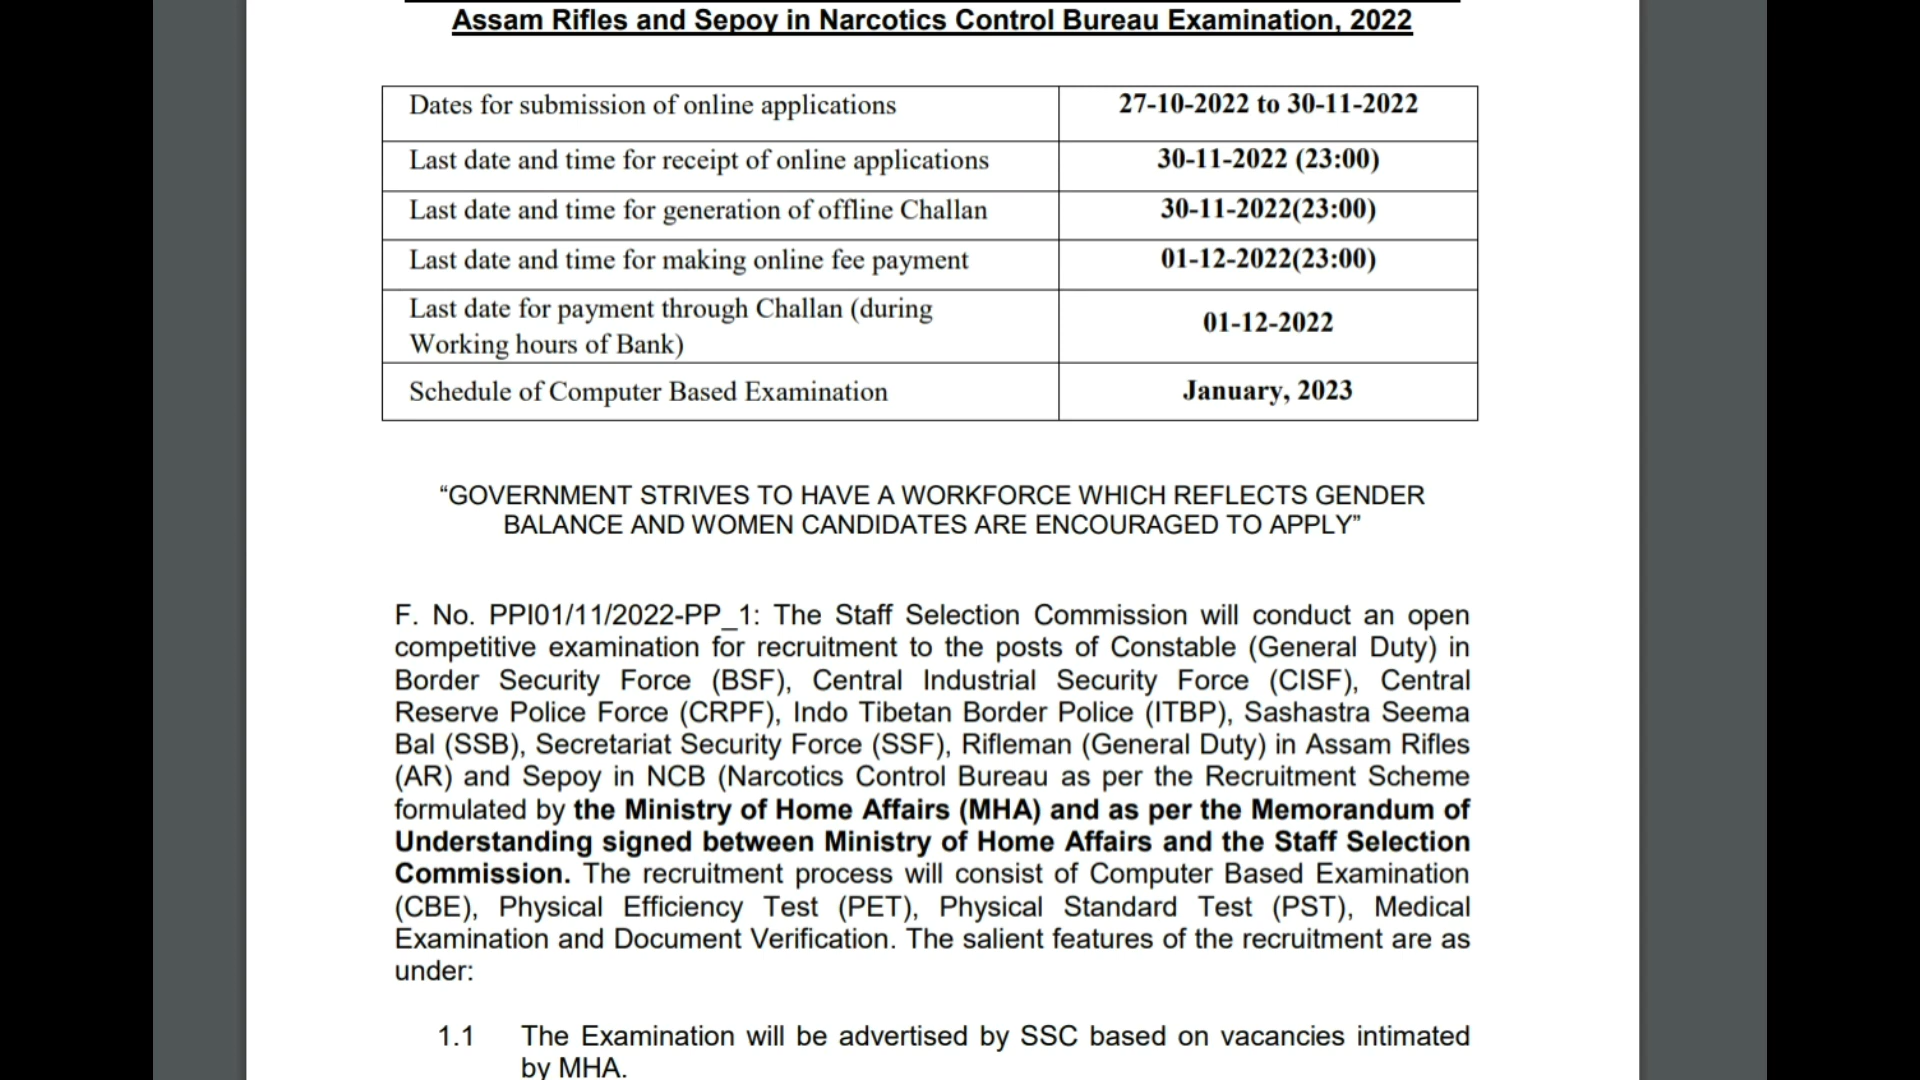 Assam Rifles and Sepoy in Narcotics Control Bureau Examination, 2022
Dates for submission of online applications 27-10-2022 to 30-11-2022
Last date and time for receipt of online applications 30-11-2022 (23:00)
Last date and time for generation of offline Challan 30-11-2022(23:00)
Last date and time for making online fee payment 01-12-2022(23:00)
Last date for payment through Challan (during
Working hours of Bank) 01-12-2022
Schedule of Computer Based Examination January, 2023
“GOVERNMENT STRIVES TO HAVE A WORKFORCE WHICH REFLECTS GENDER
BALANCE AND WOMEN CANDIDATES ARE ENCOURAGED TO APPLY”
F. No. PPI01/11/2022-PP_1: The Staff Selection Commission will conduct an open
competitive examination for recruitment to the posts of Constable (General Duty) in
Border Security Force (BSF), Central Industrial Security Force (CISF), Central
Reserve Police Force (CRPF), Indo Tibetan Border Police (ITBP), Sashastra Seema
Bal (SSB), Secretariat Security Force (SSF), Rifleman (General Duty) in Assam Rifles
(AR) and Sepoy in NCB (Narcotics Control Bureau as per the Recruitment Scheme
formulated by the Ministry of Home Affairs (MHA) and as per the Memorandum of
Understanding signed between Ministry of Home Affairs and the Staff Selection
Commission. The recruitment process will consist of Computer Based Examination
(CBE), Physical Efficiency Test (PET), Physical Standard Test (PST), Medical
Examination and Document Verification. The salient features of the recruitment are as
under:
1.1 The Examination will be advertised by SSC based on vacancies intimated
by MHA.